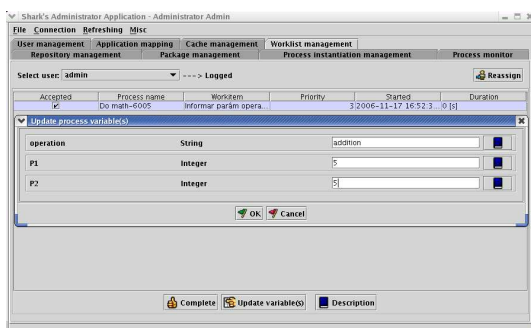 Shark's Administrator Application - Administrator Admin
File Connection Refreshing Misc
User management Application mapping Cache management Worklist management
Repository management Package management Process instantiation management Process monitor
Select user: admin ---> Logged Reassign
Accepted Process name Workitem Priority Started Duration
Do math-6005 Informar parâm opera... 3 2006-11-17 16:52:3... 0 [s]
Update process variable(s)
operation String addition
P1 Integer 5
P2 Integer 5
OK Cancel
Complete Update variable(s) Description